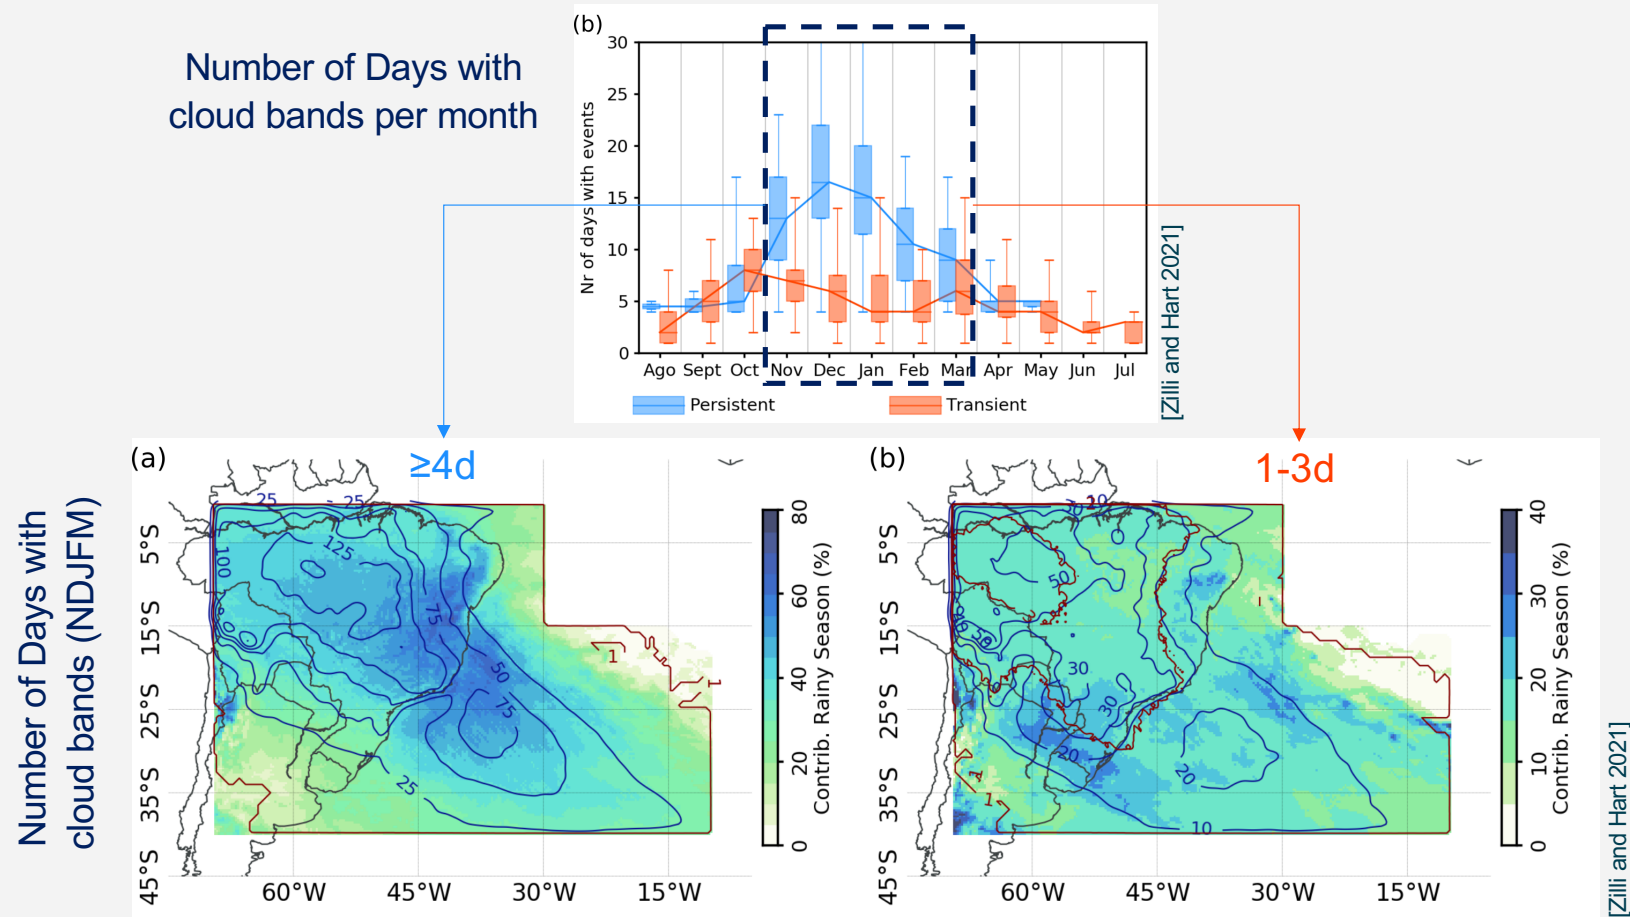 Number of Days with
cloud bands per month
(b)
30
25
20
15
10
5
0
Nr of days with events
Ago Sept Oct Nov Dec Jan Feb Mar Apr May Jun Jul
Persistent
Transient
[Zilli and Hart 2021]
Number of Days with
cloud bands (NDJFM)
(a)
≥4d
5°S
15°S
25°S
35°S
45°S
60°W 45°W 30°W 15°W
25
25
125
100
75
50
75
25
1
1
80
60
40
20
0
Contrib. Rainy Season (%)
(b)
1-3d
5°S
15°S
25°S
35°S
45°S
60°W 45°W 30°W 15°W
10
50
50
30
30
20
20
10
1
40
30
20
10
0
Contrib. Rainy Season (%)
[Zilli and Hart 2021]